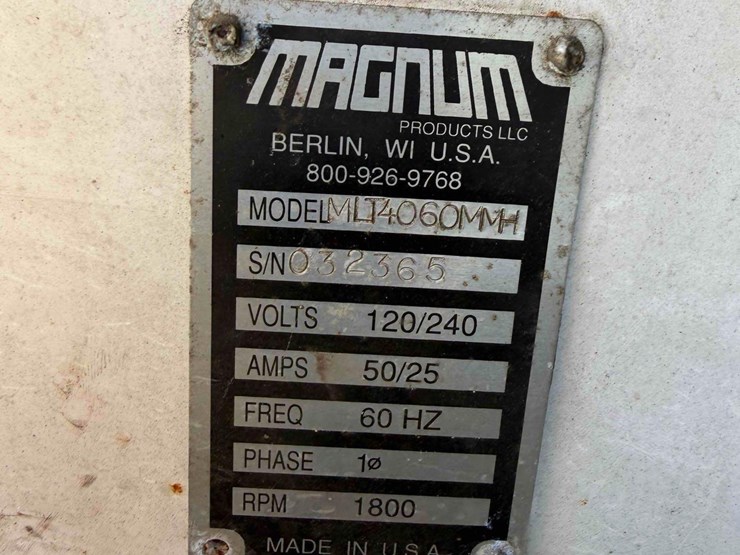 MAGNUM
PRODUCTS LLC
BERLIN, WI U.S.A.
800-926-9768
MODEL MLT4060MMH
S/N 032365
VOLTS 120/240
AMPS 50/25
FREQ 60 HZ
PHASE 1ø
RPM 1800
MADE IN U.S.A.